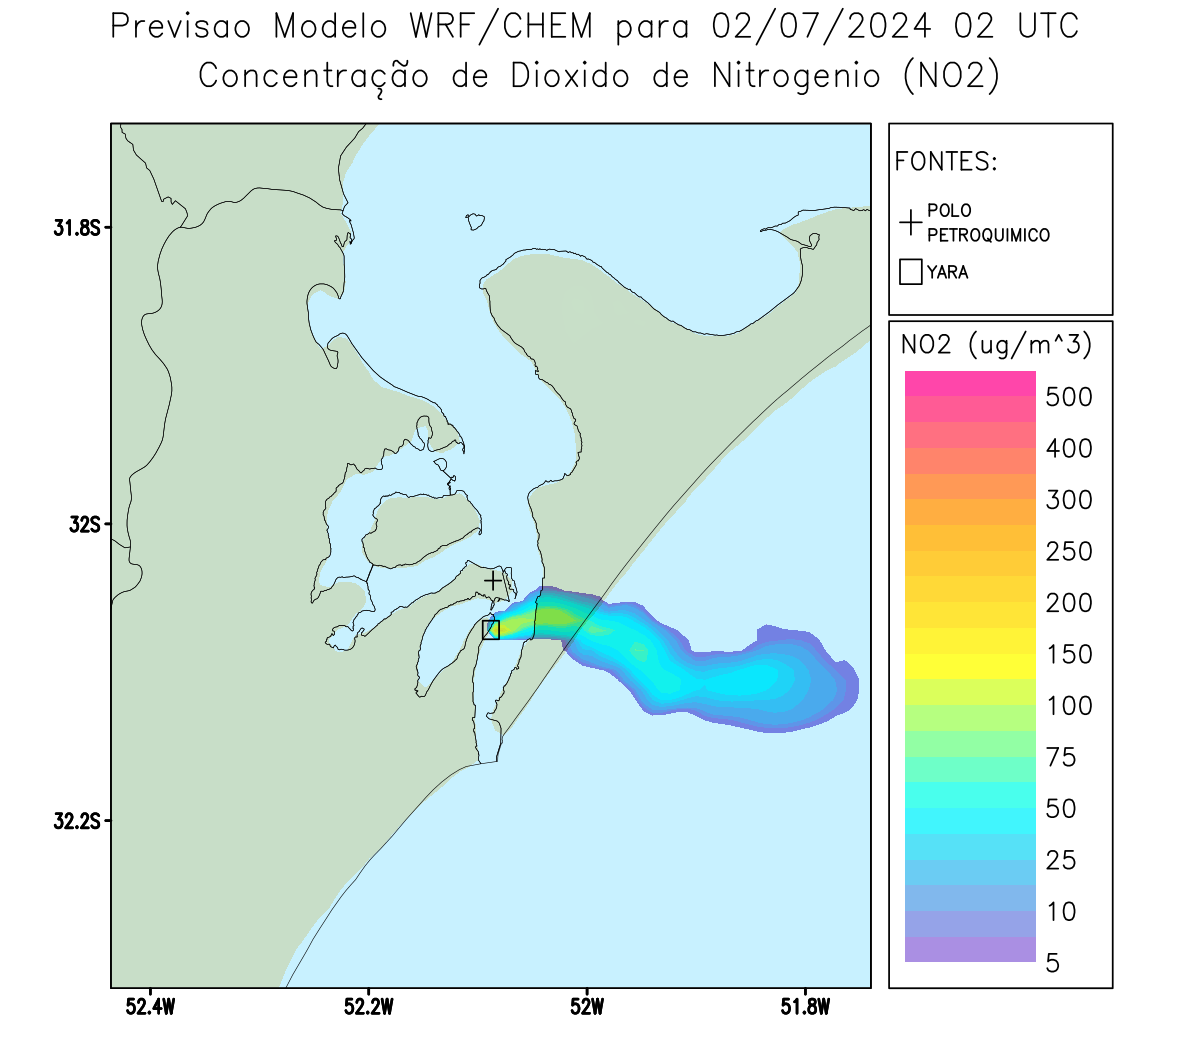 Previsao Modelo WRF/CHEM para 02/07/2024 02 UTC
Concentração de Dioxido de Nitrogenio (NO2)
FONTES:
POLO
PETROQUIMICO
YARA
31.8S
32S
32.2S
52.4W
52.2W
52W
51.8W
NO2 (ug/m^3)
500
400
300
250
200
150
100
75
50
25
10
5